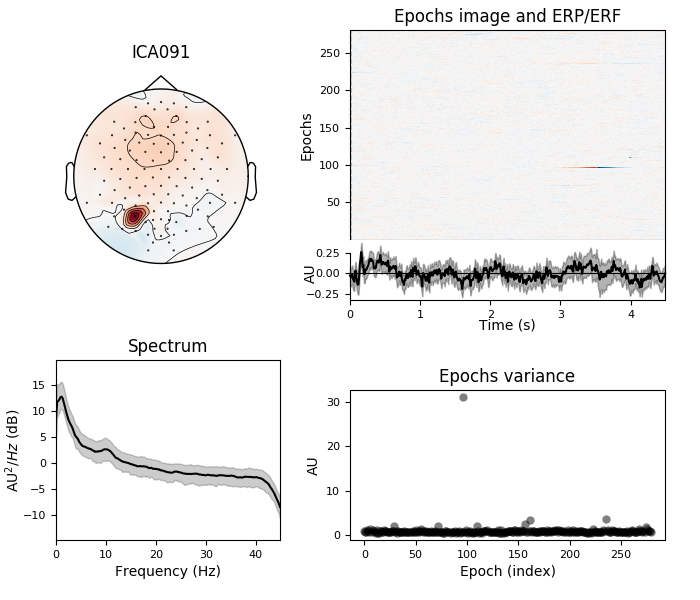 ICA091
Epochs image and ERP/ERF
Epochs
250
200
150
100
50
AU
0.25
0.00
−0.25
0 1 2 3 4
Time (s)
Spectrum
AU²/Hz (dB)
15
10
5
0
−5
−10
0 10 20 30 40
Frequency (Hz)
Epochs variance
AU
30
20
10
0
0 50 100 150 200 250
Epoch (index)